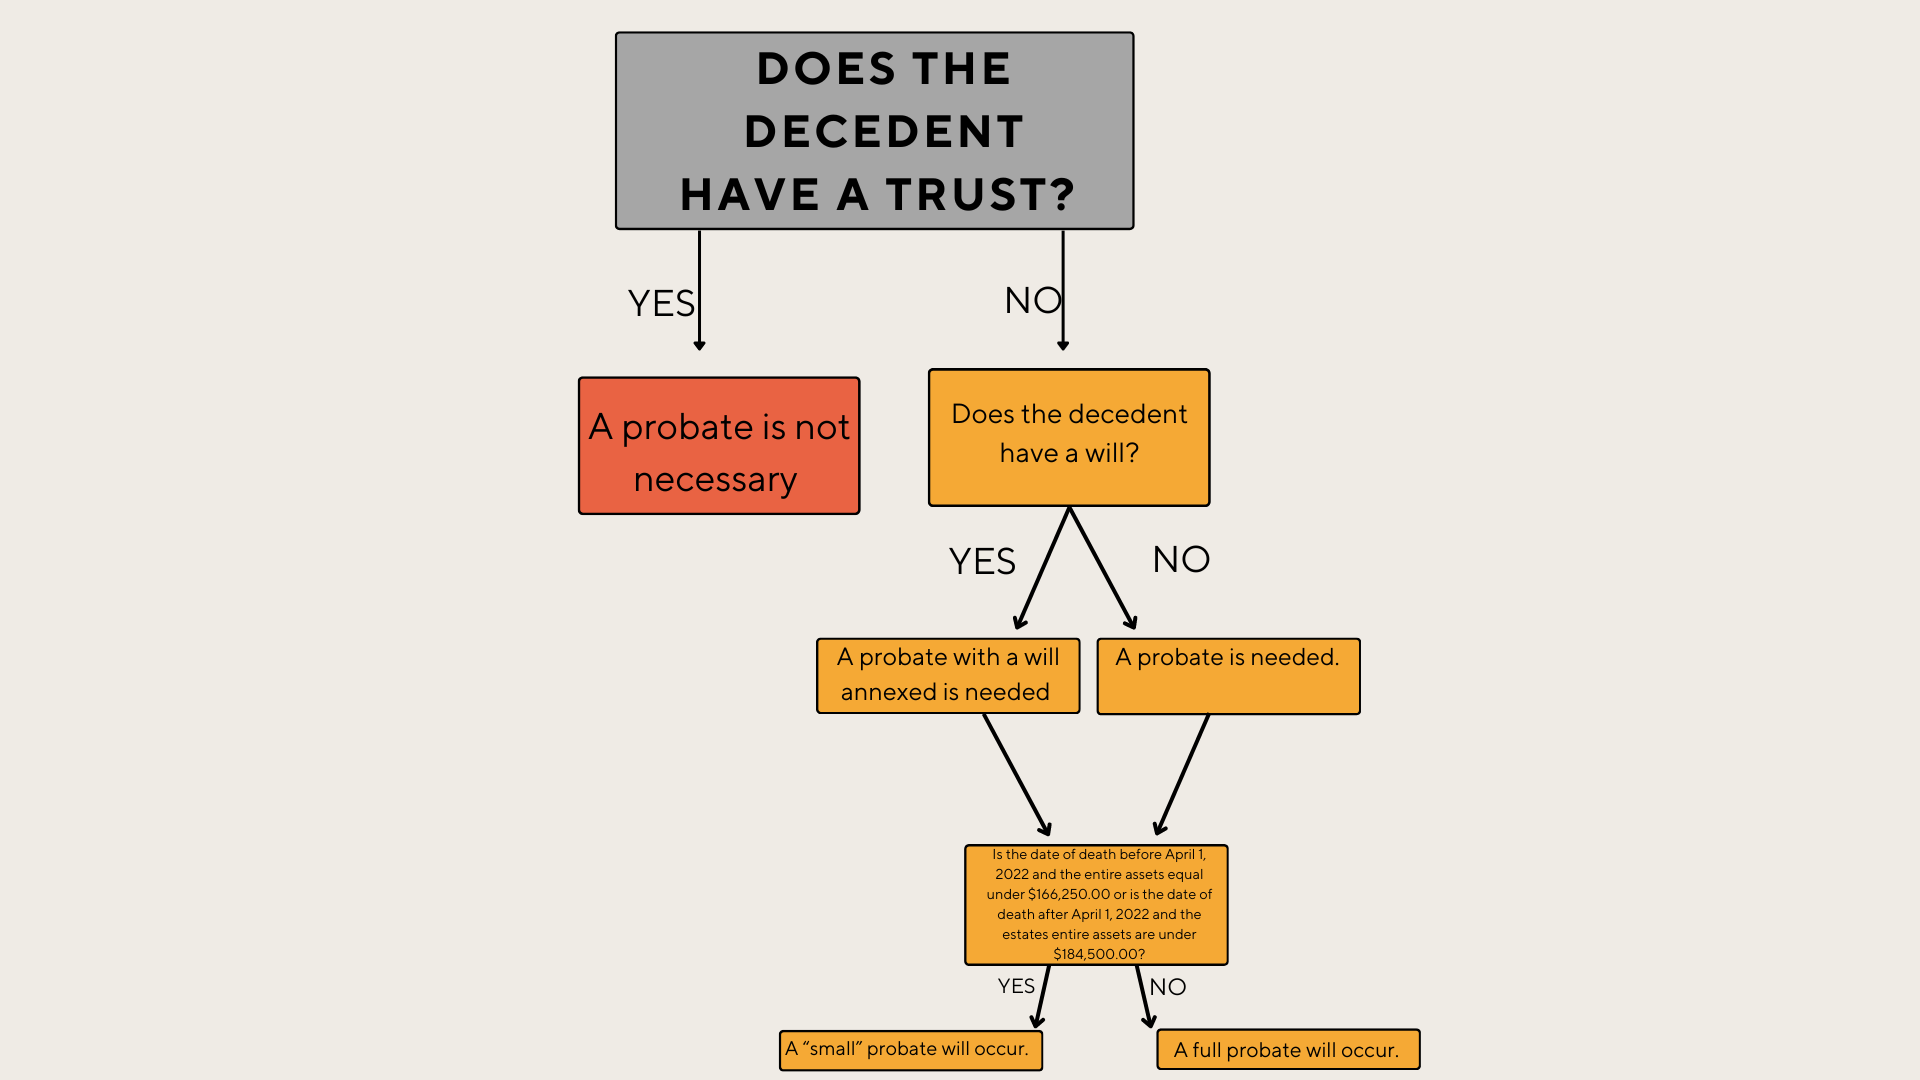 DOES THE
DECEDENT
HAVE A TRUST?
YES
NO
A probate is not
necessary
Does the decedent
have a will?
YES
NO
A probate with a will
annexed is needed
A probate is needed.
Is the date of death before April 1,
2022 and the entire assets equal
under $166,250.00 or is the date of
death after April 1, 2022 and the
estates entire assets are under
$184,500.00?
YES
NO
A “small” probate will occur.
A full probate will occur.